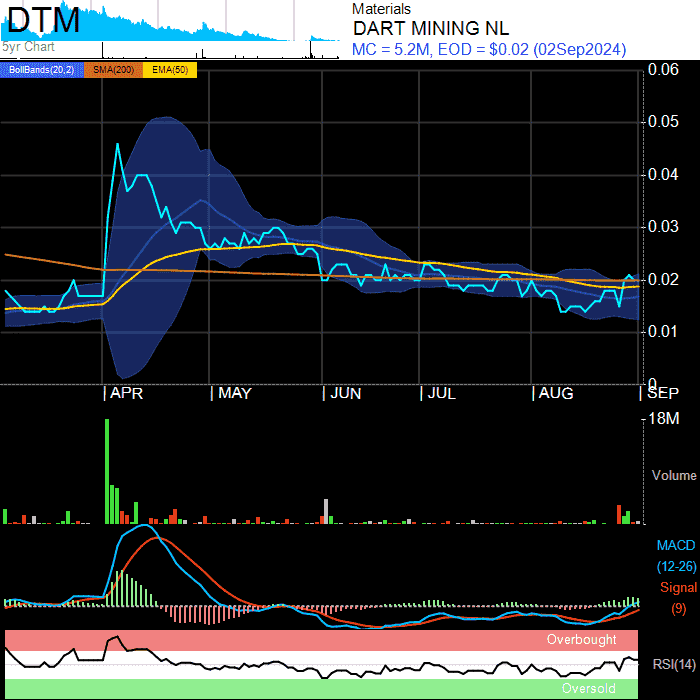 DTM
5yr Chart
Materials
DART MINING NL
MC = 5.2M, EOD = $0.02 (02Sep2024)
BollBands(20,2) SMA(200) EMA(50)
0.06
0.05
0.04
0.03
0.02
0.01
0
APR MAY JUN JUL AUG SEP
18M
Volume
MACD
(12-26)
Signal
(9)
Overbought
RSI(14)
Oversold